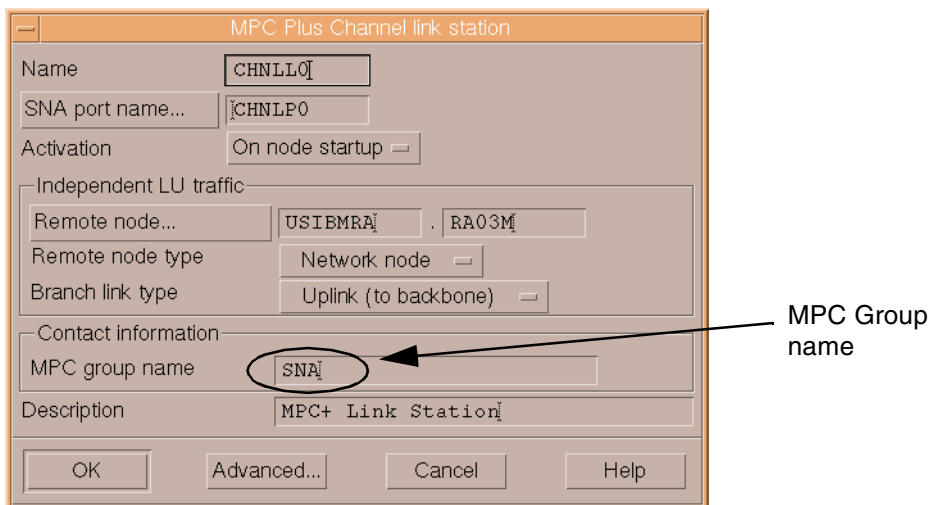 MPC Plus Channel link station
Name CHNLL0
SNA port name... CHNLP0
Activation On node startup
Independent LU traffic
Remote node... USIBMRA . RA03M
Remote node type Network node
Branch link type Uplink (to backbone)
Contact information
MPC group name SNA
Description MPC+ Link Station
OK Advanced... Cancel Help
MPC Group
name